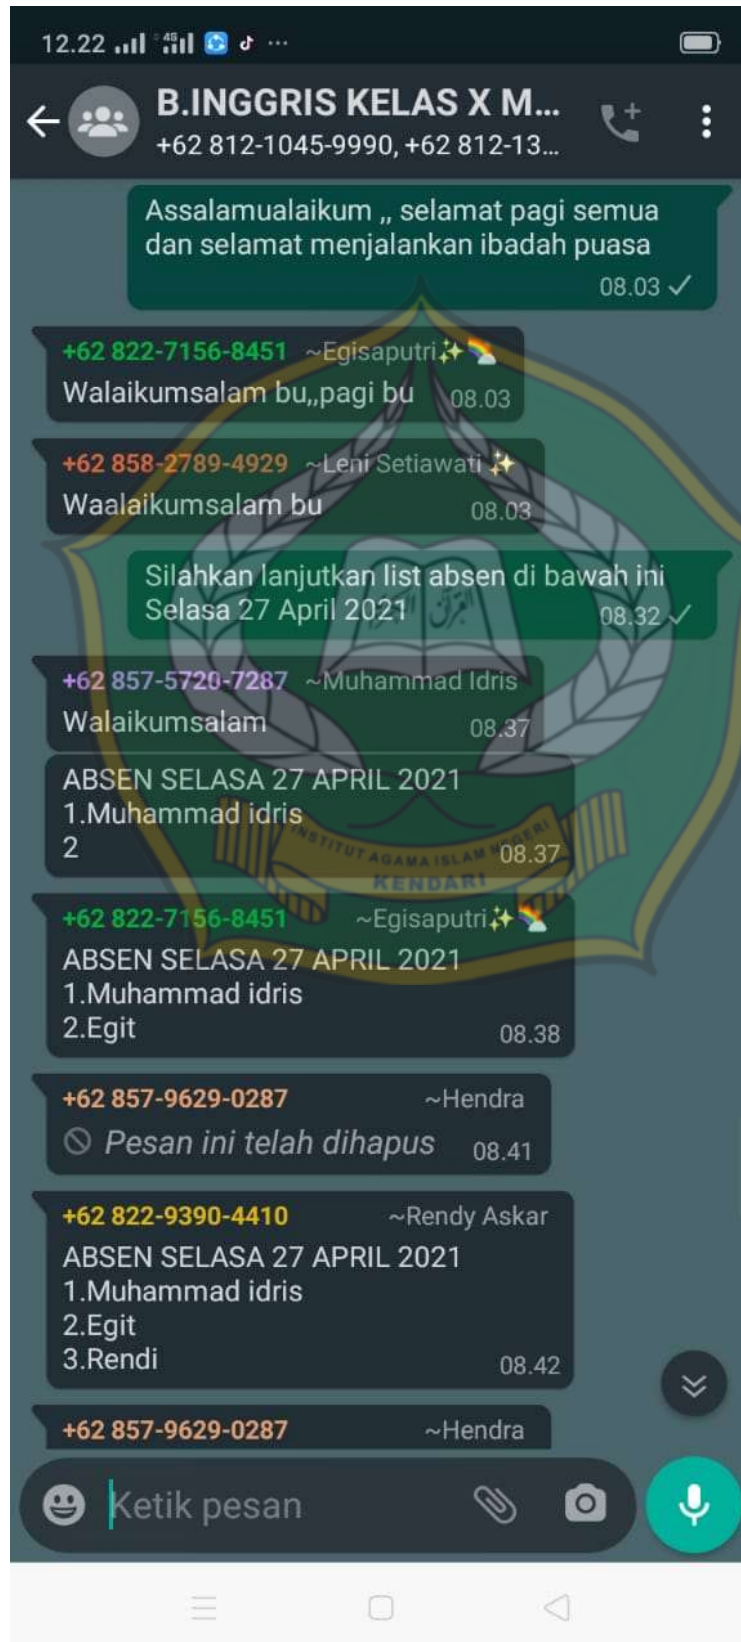 12.22
B.INGGRIS KELAS X M...
+62 812-1045-9990, +62 812-13...
Assalamualaikum ,, selamat pagi semua
dan selamat menjalankan ibadah puasa
08.03
+62 822-7156-8451 ~Egisaputri✨🌈
Walaikumsalam bu,,pagi bu 08.03
+62 858-2789-4929 ~Leni Setiawati ✨
Waalaikumsalam bu 08.03
Silahkan lanjutkan list absen di bawah ini
Selasa 27 April 2021 08.32
+62 857-5720-7287 ~Muhammad Idris
Walaikumsalam 08.37
ABSEN SELASA 27 APRIL 2021
1.Muhammad idris
2 08.37
INSTITUT AGAMA ISLAM NEGERI
KENDARI
+62 822-7156-8451 ~Egisaputri✨🌈
ABSEN SELASA 27 APRIL 2021
1.Muhammad idris
2.Egit 08.38
+62 857-9629-0287 ~Hendra
Pesan ini telah dihapus 08.41
+62 822-9390-4410 ~Rendy Askar
ABSEN SELASA 27 APRIL 2021
1.Muhammad idris
2.Egit
3.Rendi 08.42
+62 857-9629-0287 ~Hendra
Ketik pesan